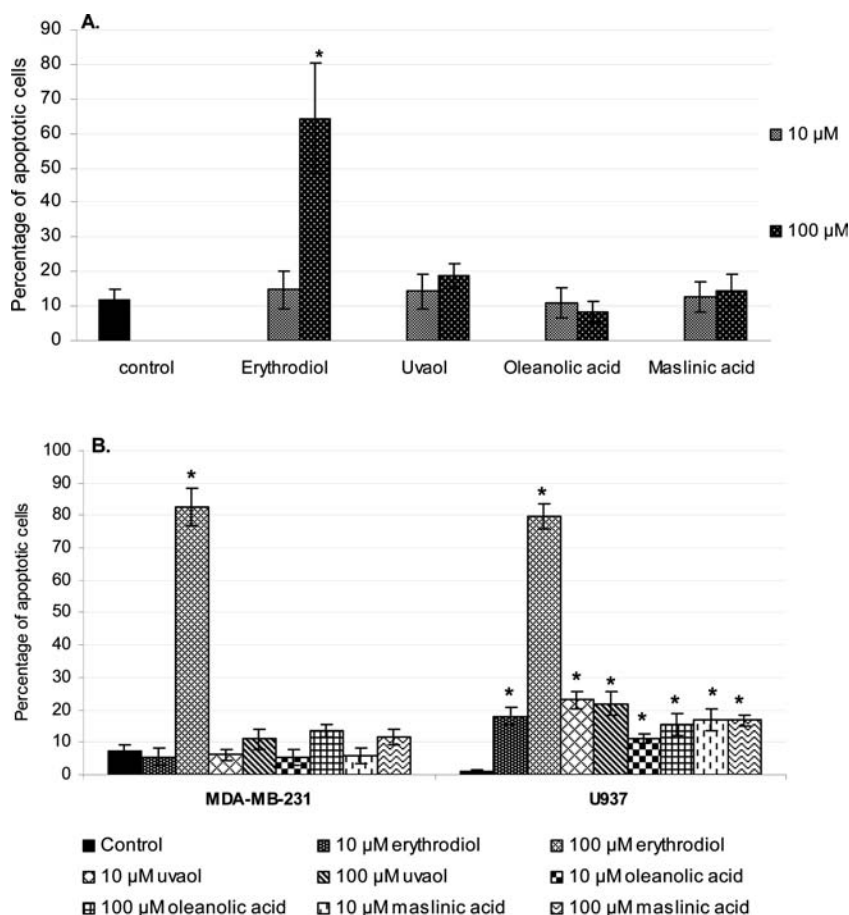 A.
Percentage of apoptotic cells
90
80
70
60
50
40
30
20
10
0
*
control Erythrodiol Uvaol Oleanolic acid Maslinic acid
10 µM
100 µM
B.
Percentage of apoptotic cells
100
90
80
70
60
50
40
30
20
10
0
* * * * * * * * *
MDA-MB-231 U937
Control 10 µM erythrodiol 100 µM erythrodiol
10 µM uvaol 100 µM uvaol 10 µM oleanolic acid
100 µM oleanolic acid 10 µM maslinic acid 100 µM maslinic acid